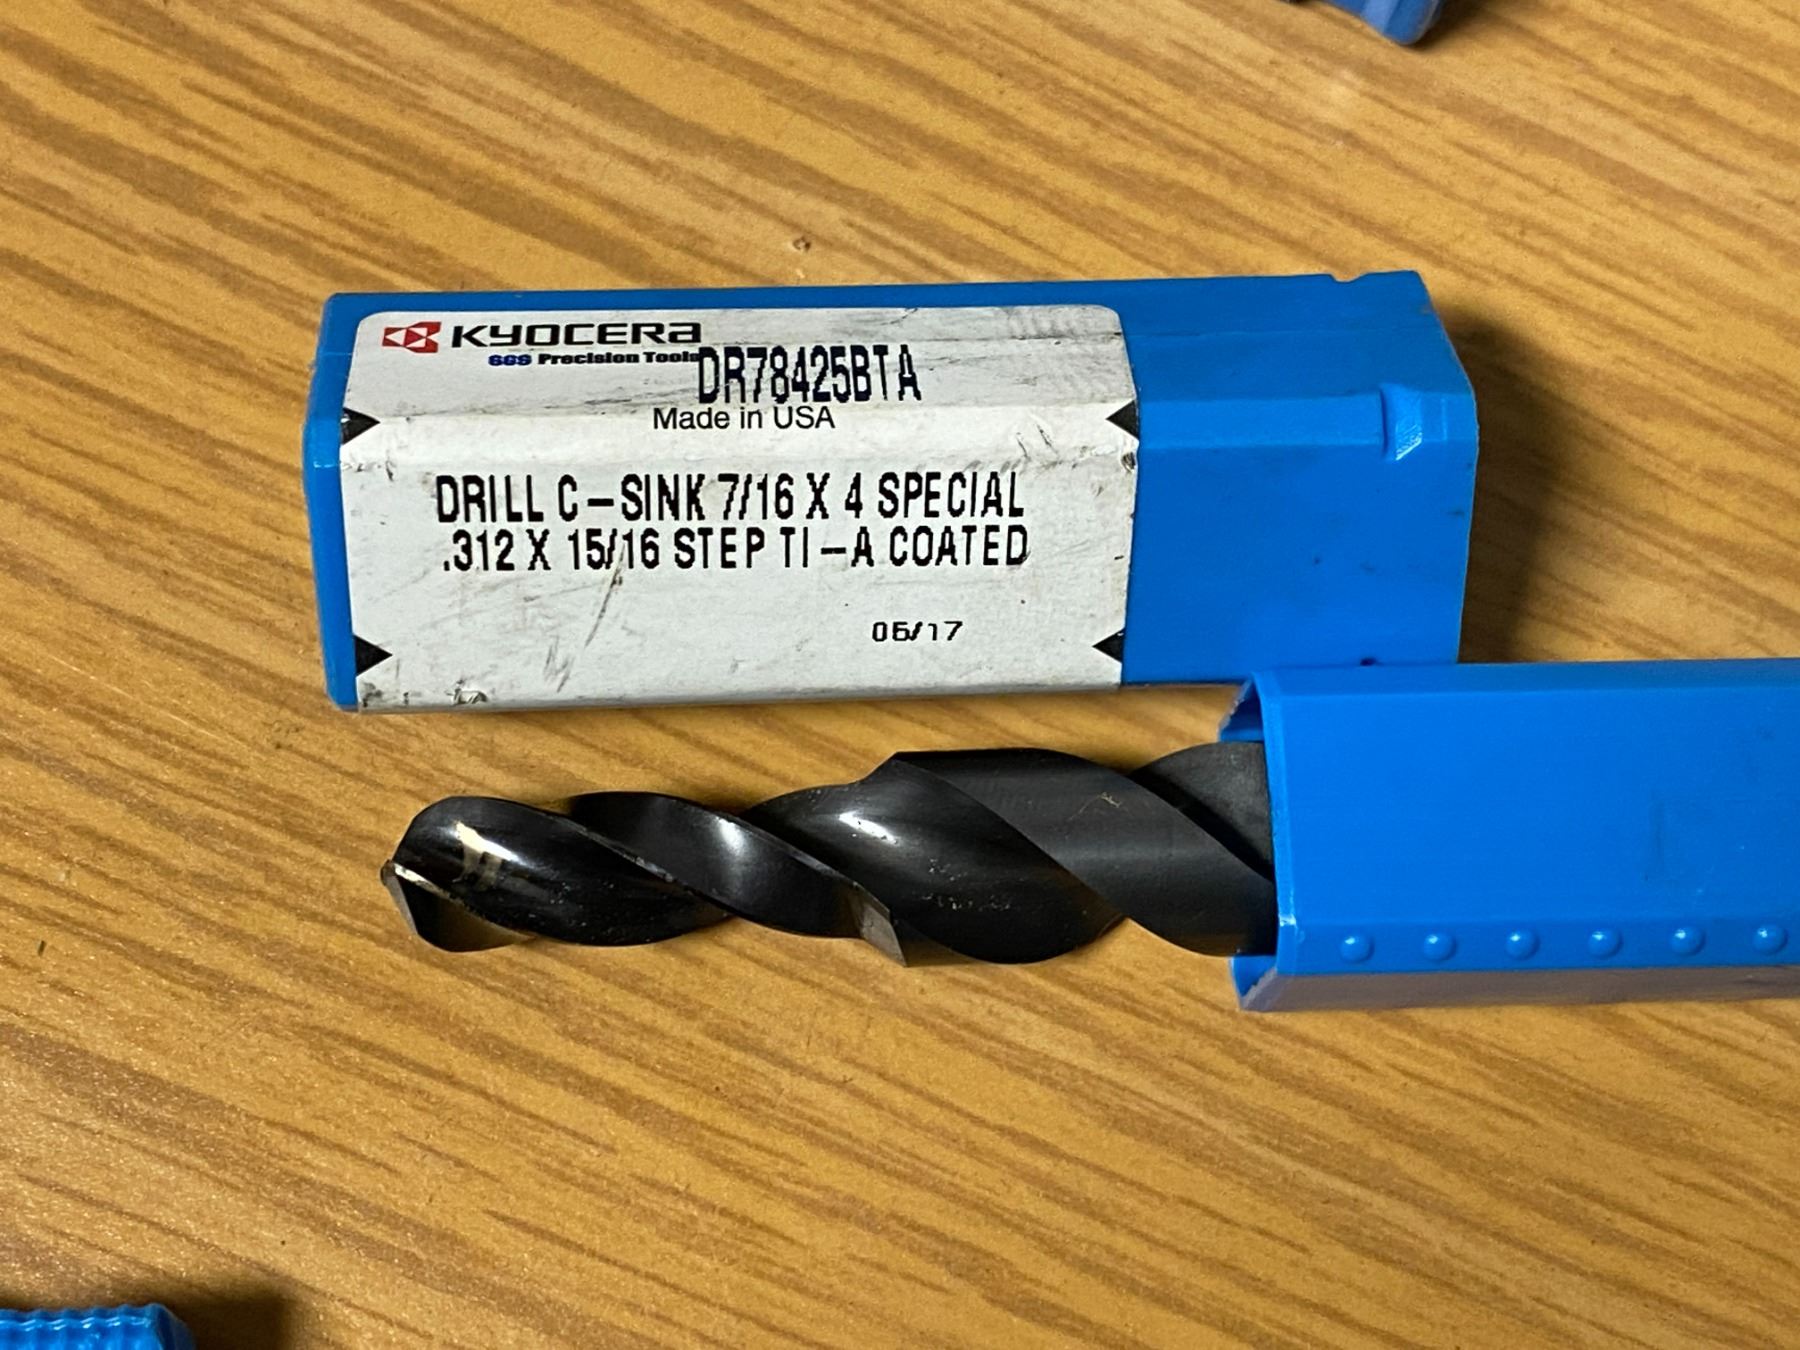 KYOCERA
SGS Precision Tools
DR78425BTA
Made in USA
DRILL C-SINK 7/16 X 4 SPECIAL
.312 X 15/16 STEP TI-A COATED
06/17